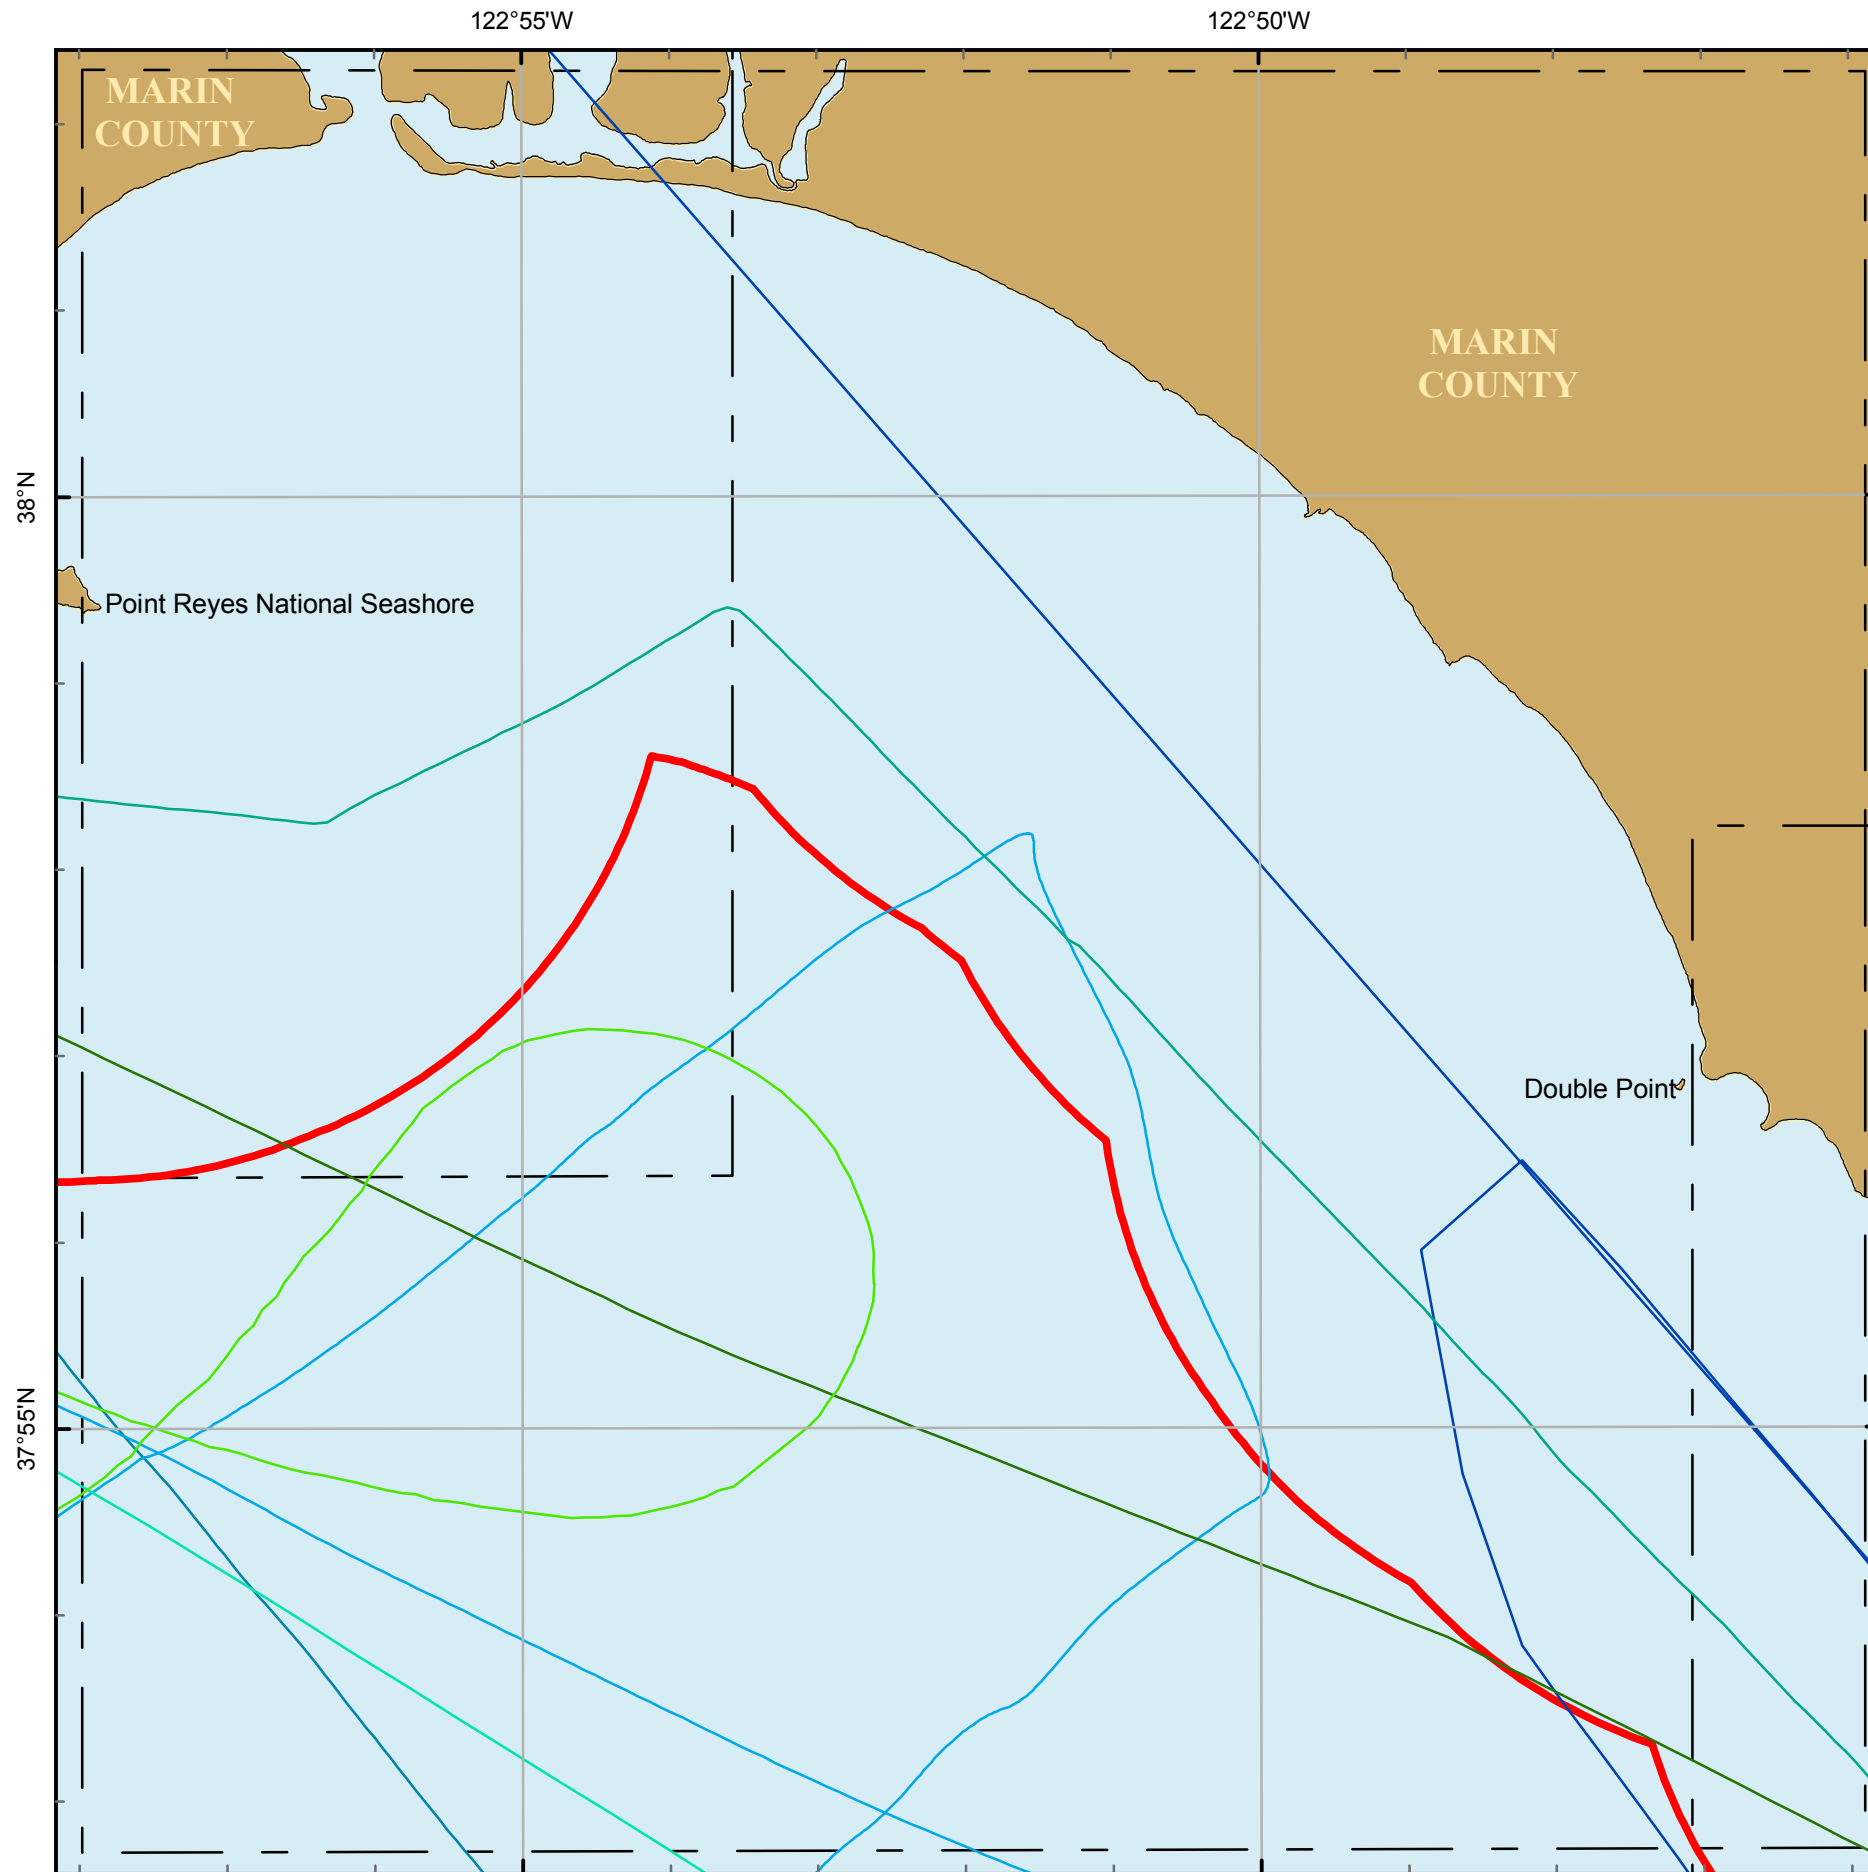 122°55'W
122°50'W
MARIN
COUNTY
MARIN
COUNTY
38°N
Point Reyes National Seashore
Double Point
37°55'N